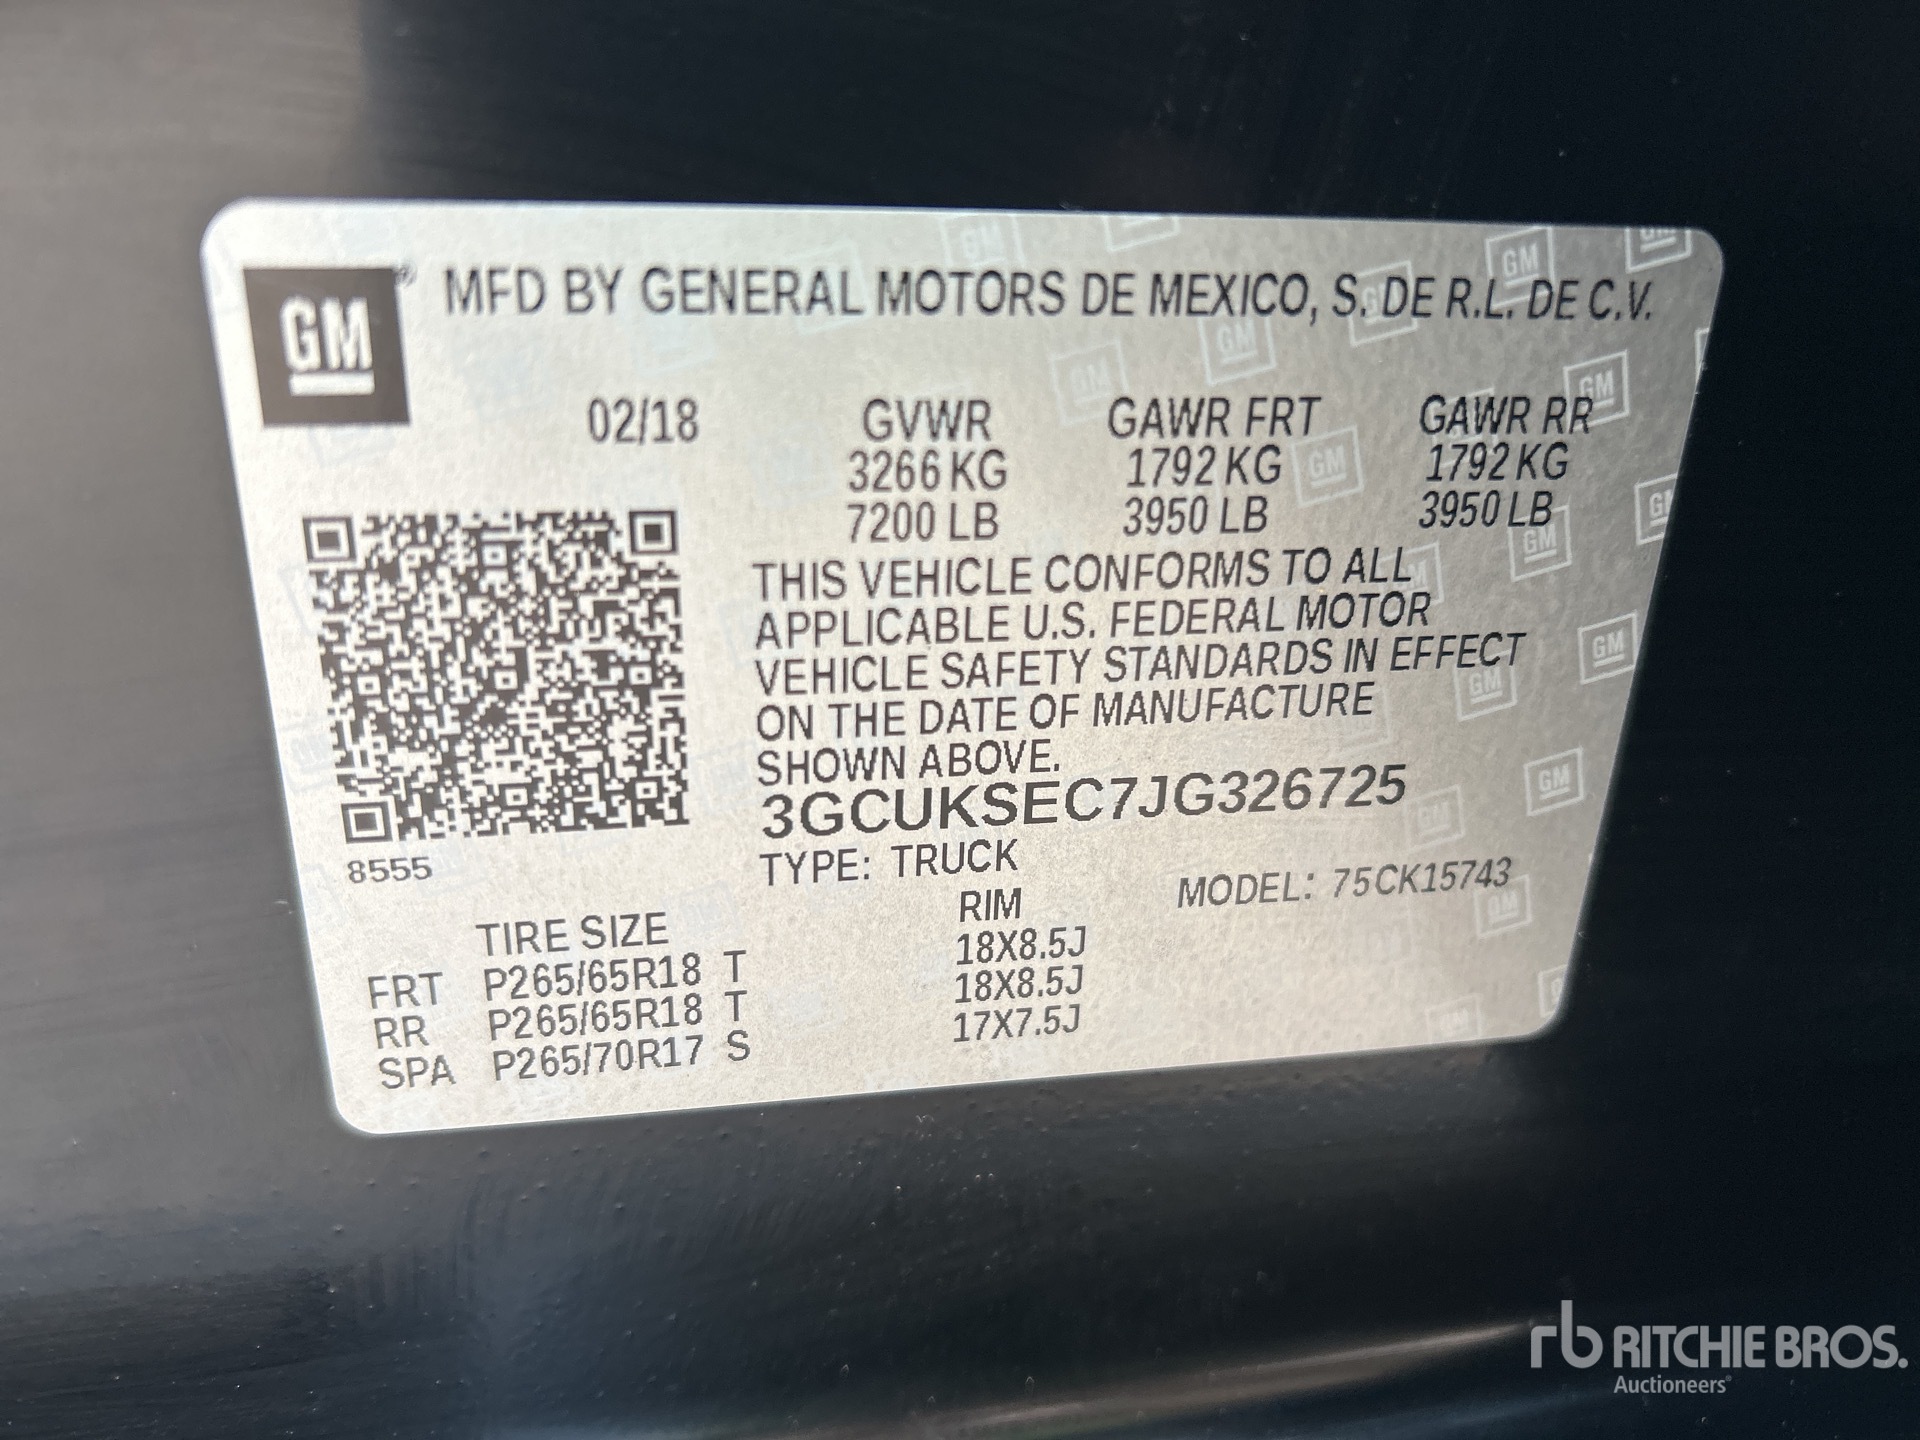 GM
MFD BY GENERAL MOTORS DE MEXICO, S. DE R.L. DE C.V.
02/18 GVWR GAWR FRT GAWR RR
3266 KG 1792 KG 1792 KG
7200 LB 3950 LB 3950 LB
THIS VEHICLE CONFORMS TO ALL
APPLICABLE U.S. FEDERAL MOTOR
VEHICLE SAFETY STANDARDS IN EFFECT
ON THE DATE OF MANUFACTURE
SHOWN ABOVE.
3GCUKSEC7JG326725
8555
TYPE: TRUCK MODEL: 75CK15743
TIRE SIZE RIM
FRT P265/65R18 T 18X8.5J
RR P265/65R18 T 18X8.5J
SPA P265/70R17 S 17X7.5J
rb RITCHIE BROS.
Auctioneers